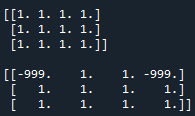 [[1. 1. 1. 1.]
[1. 1. 1. 1.]
[1. 1. 1. 1.]]
[[-999. 1. 1. -999.]
[ 1. 1. 1. 1.]
[ 1. 1. 1. 1.]]